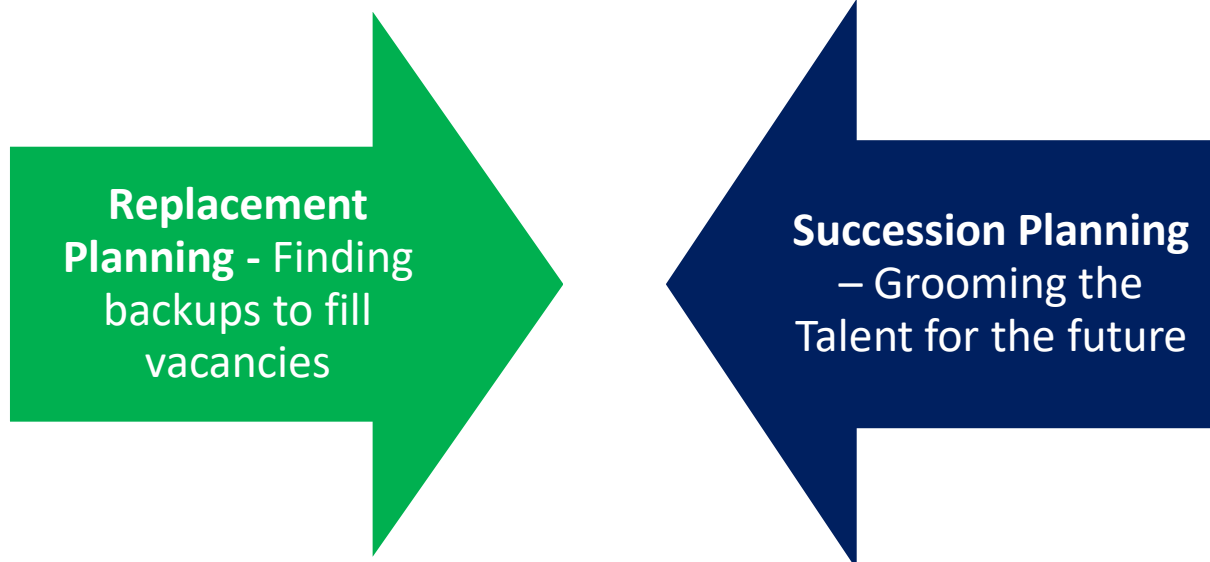 Replacement
Planning - Finding
backups to fill
vacancies
Succession Planning
– Grooming the
Talent for the future